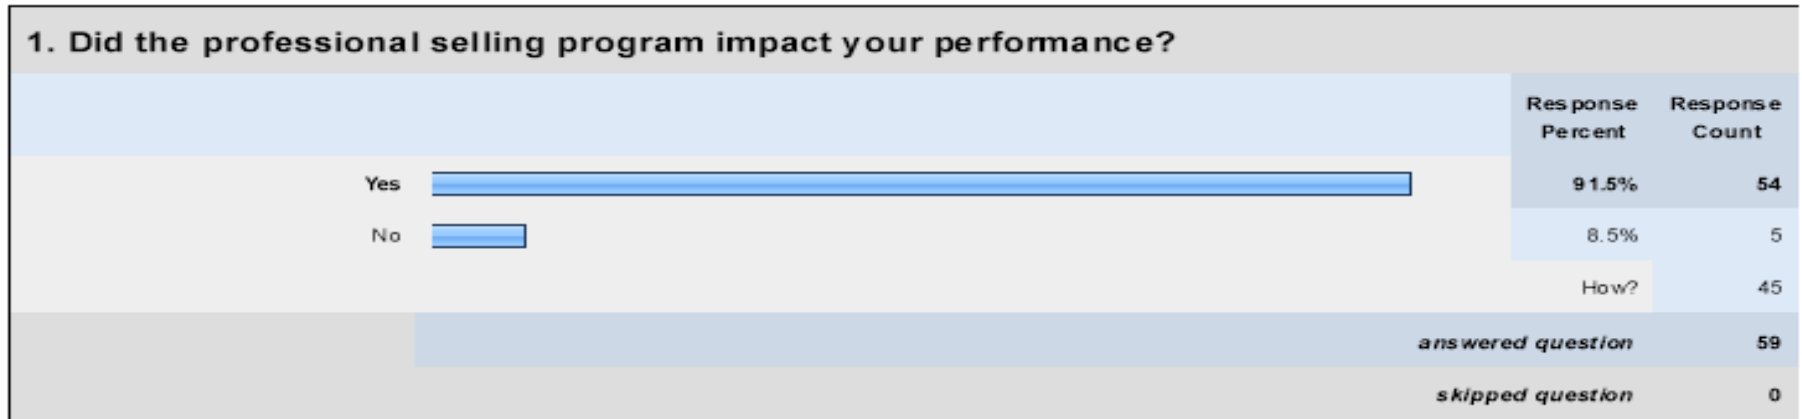 1. Did the professional selling program impact your performance?
Response Percent Response Count
Yes 91.5% 54
No 8.5% 5
How? 45
answered question 59
skipped question 0